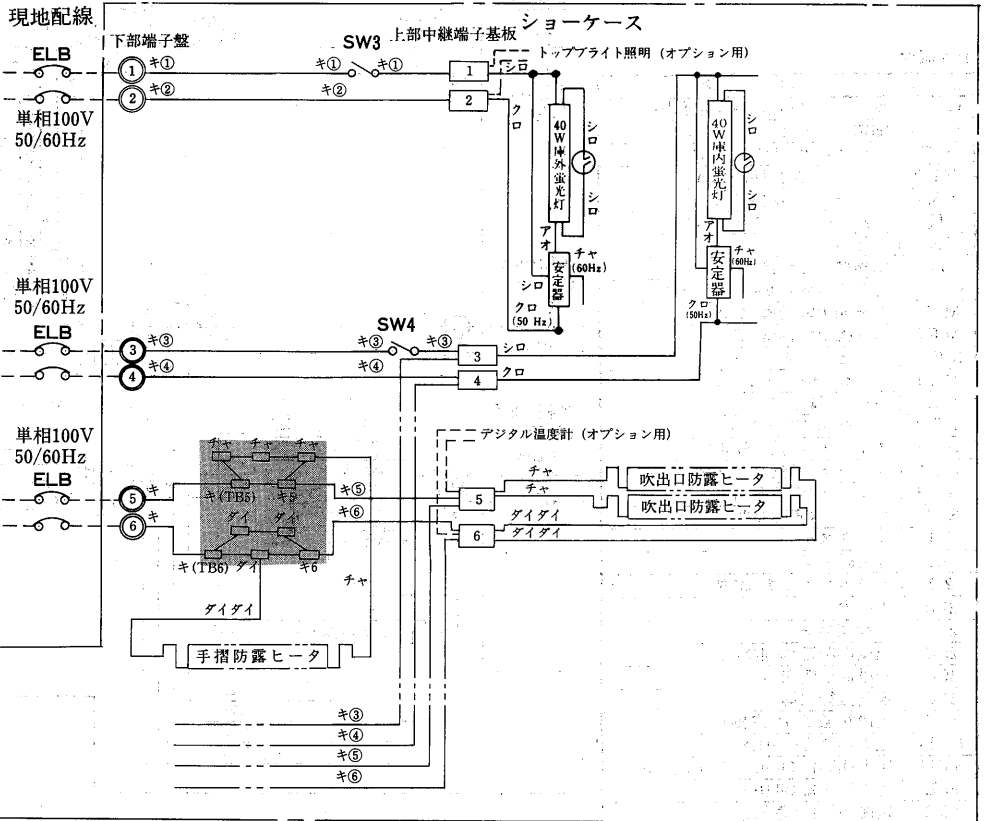 現地配線
ショーケース
下部端子盤
SW3
上部中継端子基板
トップブライト照明 (オプション用)
ELB
1
キ①
キ①
キ①
1
シロ
2
キ②
キ②
2
クロ
単相100V
50/60Hz
40W庫外蛍光灯
シロ
シロ
アオ
チャ
(60Hz)
安定器
シロ
クロ
(50 Hz)
40W庫内蛍光灯
シロ
シロ
アオ
チャ
(60Hz)
安定器
クロ
(50Hz)
単相100V
50/60Hz
ELB
SW4
3
キ③
キ③
キ③
3
シロ
4
キ④
キ④
4
クロ
単相100V
50/60Hz
ELB
デジタル温度計 (オプション用)
チャ
チャ
チャ
5
キ
キ(TB5)
キ5
キ⑤
5
チャ
チャ
吹出口防露ヒータ
吹出口防露ヒータ
6
キ
ダイ
ダイ
キ⑥
6
ダイダイ
ダイダイ
キ(TB6)
ダイ
キ6
チャ
ダイダイ
手摺防露ヒータ
キ③
キ④
キ⑤
キ⑥